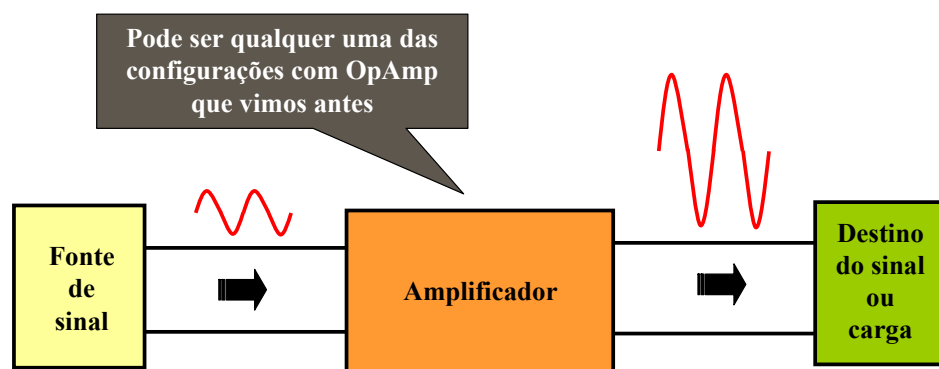 Pode ser qualquer uma das
configurações com OpAmp
que vimos antes
Fonte
de
sinal
Amplificador
Destino
do sinal
ou
carga